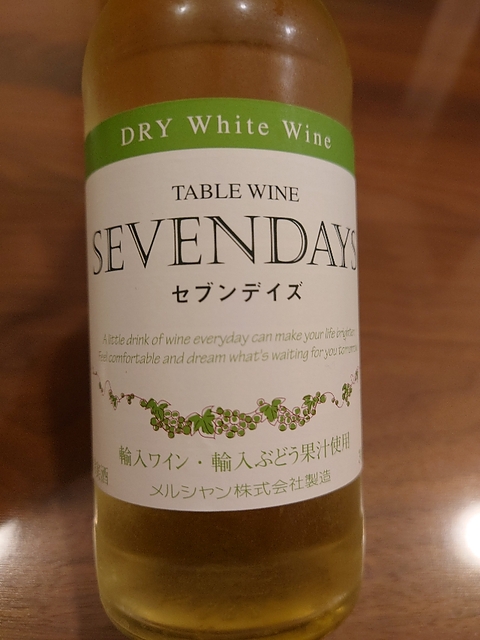 DRY White Wine
TABLE WINE
SEVENDAYS
セブンデイズ
A little drink of wine everyday can make your life brighter
Feel comfortable and dream what's waiting for you
輸入ワイン・輸入ぶどう果汁使用
メルシャン株式会社製造